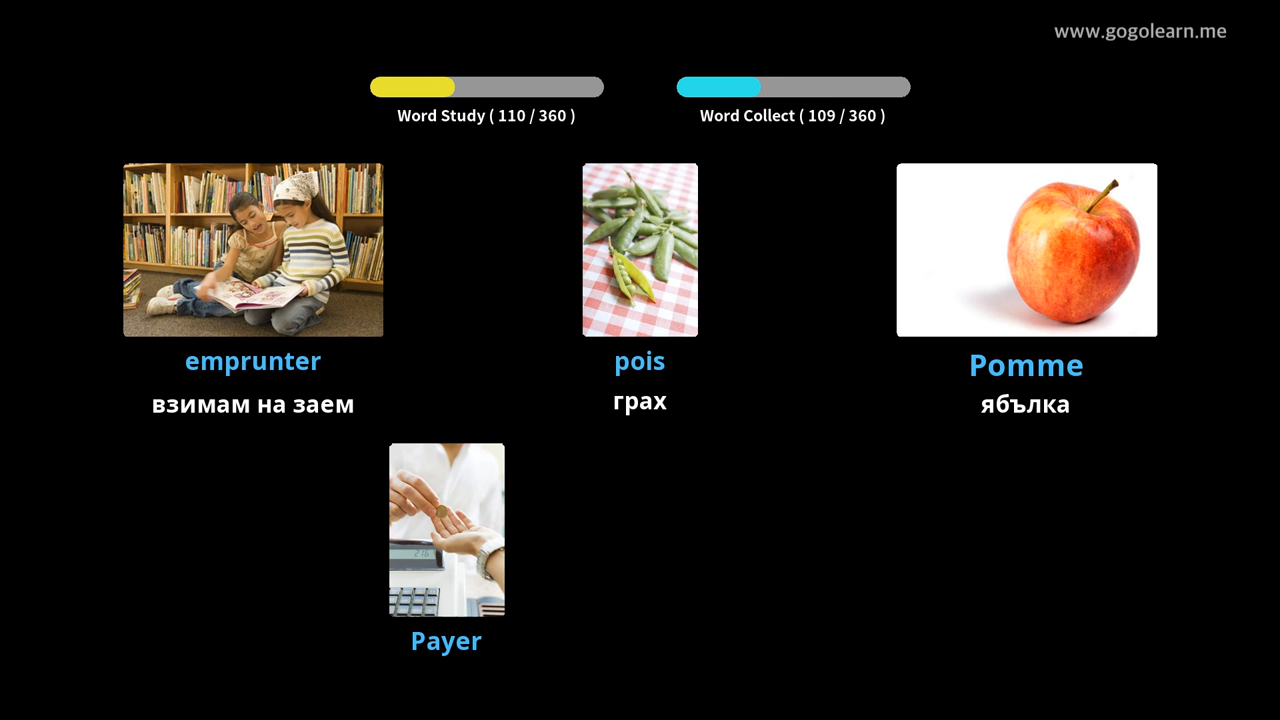 www.gogolearn.me
Word Study ( 110 / 360 )
Word Collect ( 109 / 360 )
emprunter
взимам на заем
pois
грах
Pomme
ябълка
216
Payer